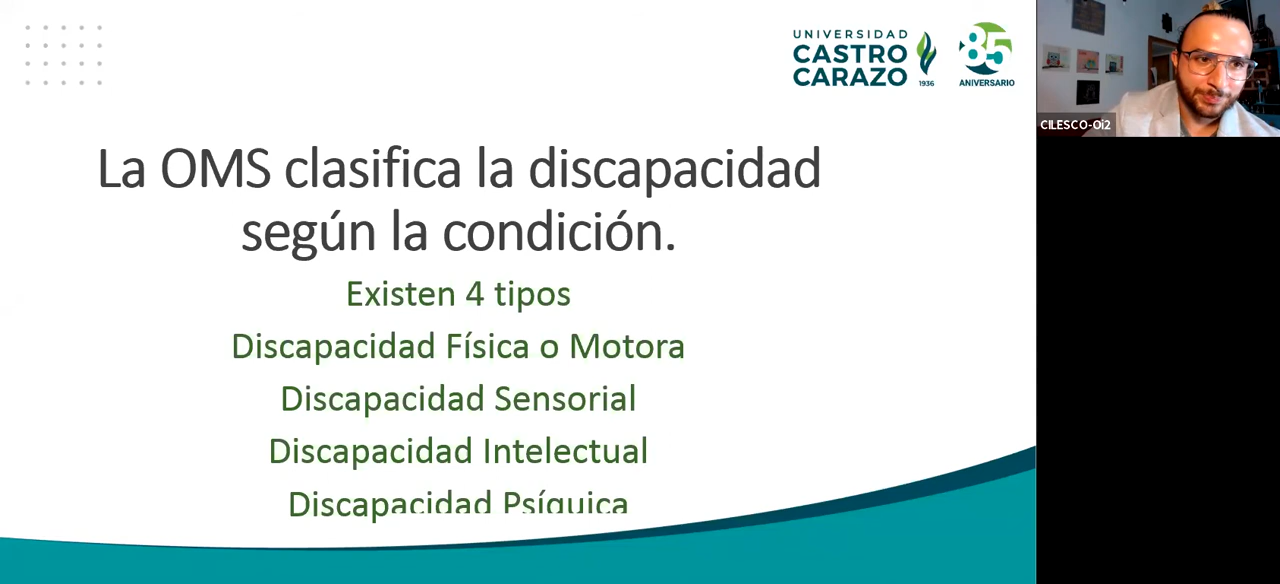 UNIVERSIDAD
CASTRO
CARAZO
1936
85
ANIVERSARIO
CILESCO-Oi2
La OMS clasifica la discapacidad
según la condición.
Existen 4 tipos
Discapacidad Física o Motora
Discapacidad Sensorial
Discapacidad Intelectual
Discapacidad Psíquica